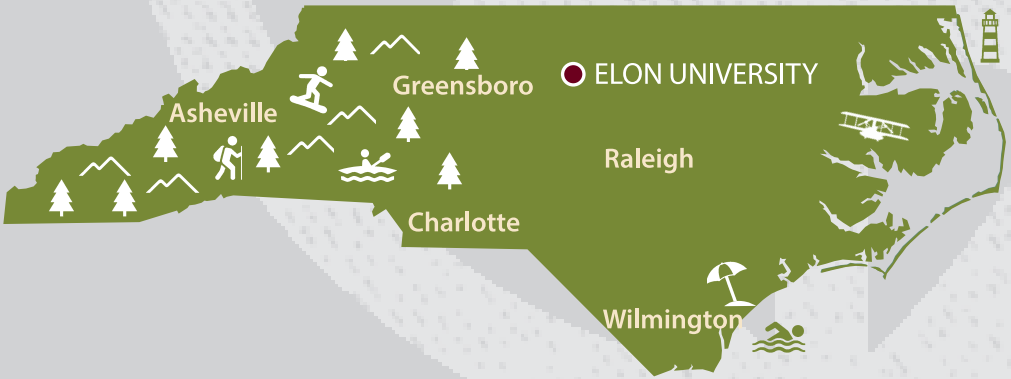 ELON UNIVERSITY
Greensboro
Asheville
Raleigh
Charlotte
Wilmington